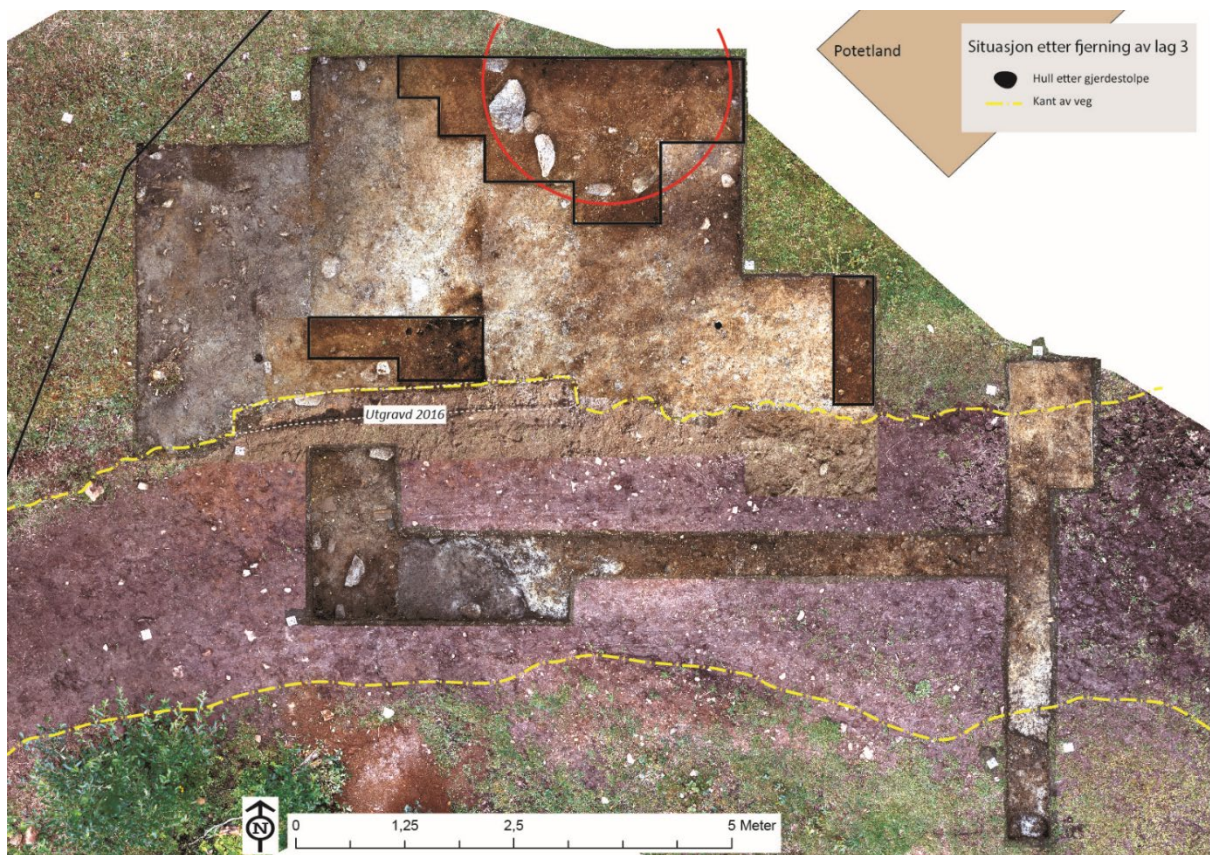 Potetland
Situasjon etter fjerning av lag 3
Hull etter gjerdestolpe
Kant av veg
Utgravd 2016
N
0 1,25 2,5 5 Meter